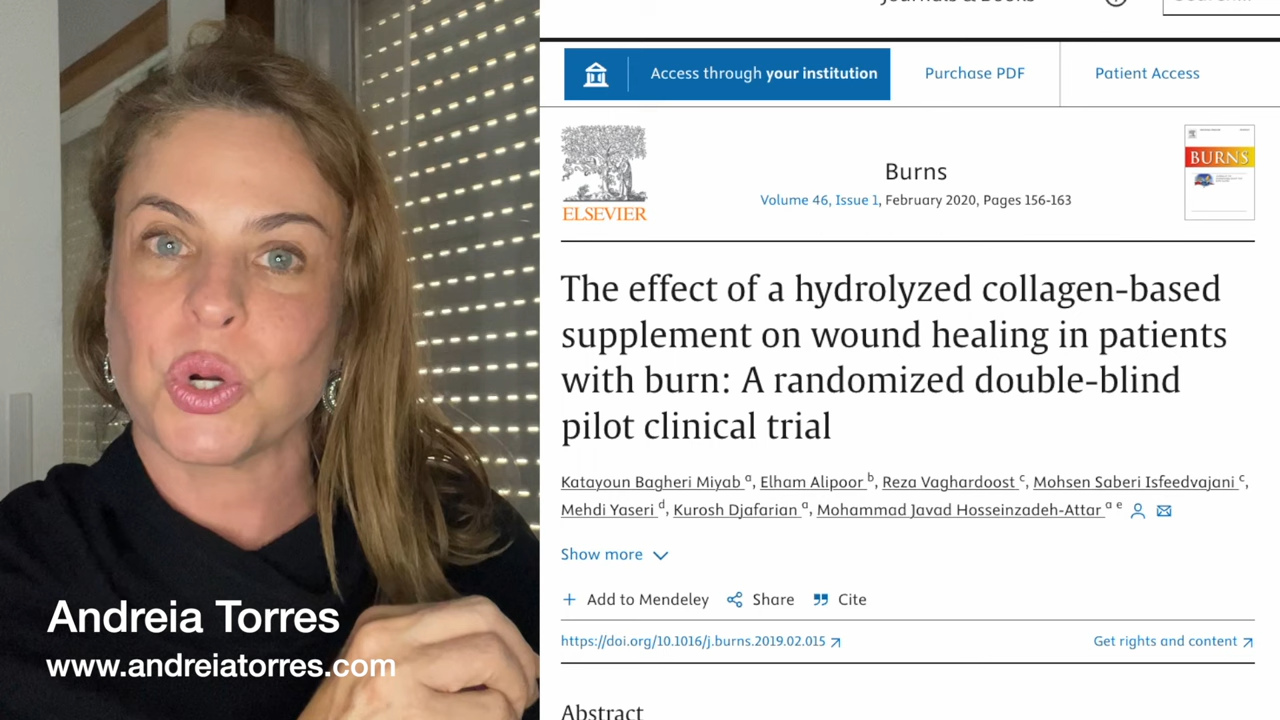 Journals & Books
Access through your institution
Purchase PDF
Patient Access
ELSEVIER
Burns
Volume 46, Issue 1, February 2020, Pages 156-163
BURNS
The effect of a hydrolyzed collagen-based
supplement on wound healing in patients
with burn: A randomized double-blind
pilot clinical trial
Katayoun Bagheri Miyab a, Elham Alipoor b, Reza Vaghardoost c, Mohsen Saberi Isfeedvajani c,
Mehdi Yaseri d, Kurosh Djafarian a, Mohammad Javad Hosseinzadeh-Attar a e
Show more
+ Add to Mendeley Share Cite
https://doi.org/10.1016/j.burns.2019.02.015
Get rights and content
Abstract
Andreia Torres
www.andreiatorres.com